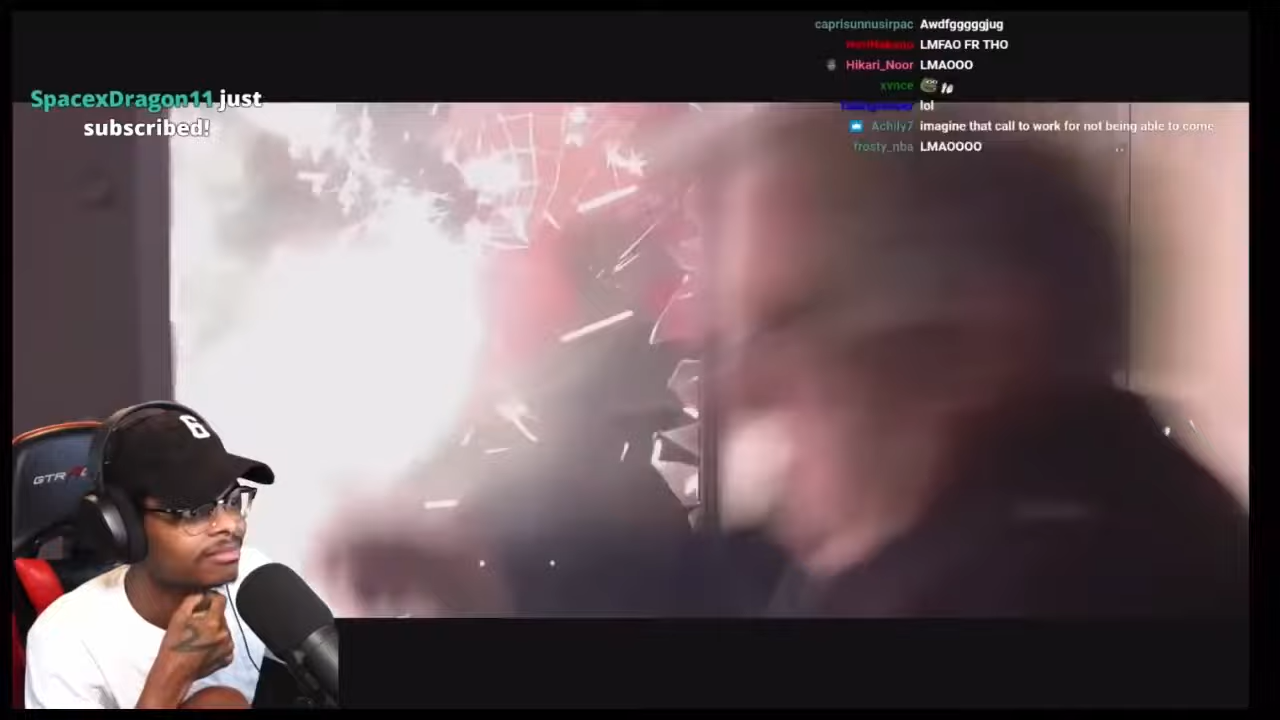 SpacexDragon11 just
subscribed!
caprisunnusirpac Awdfgggggjug
LMFAO FR THO
Hikari_Noor LMAOOO
xvnce
lol
Achily7 imagine that call to work for not being able to come
frosty_nba LMAOOOO
GTR
6